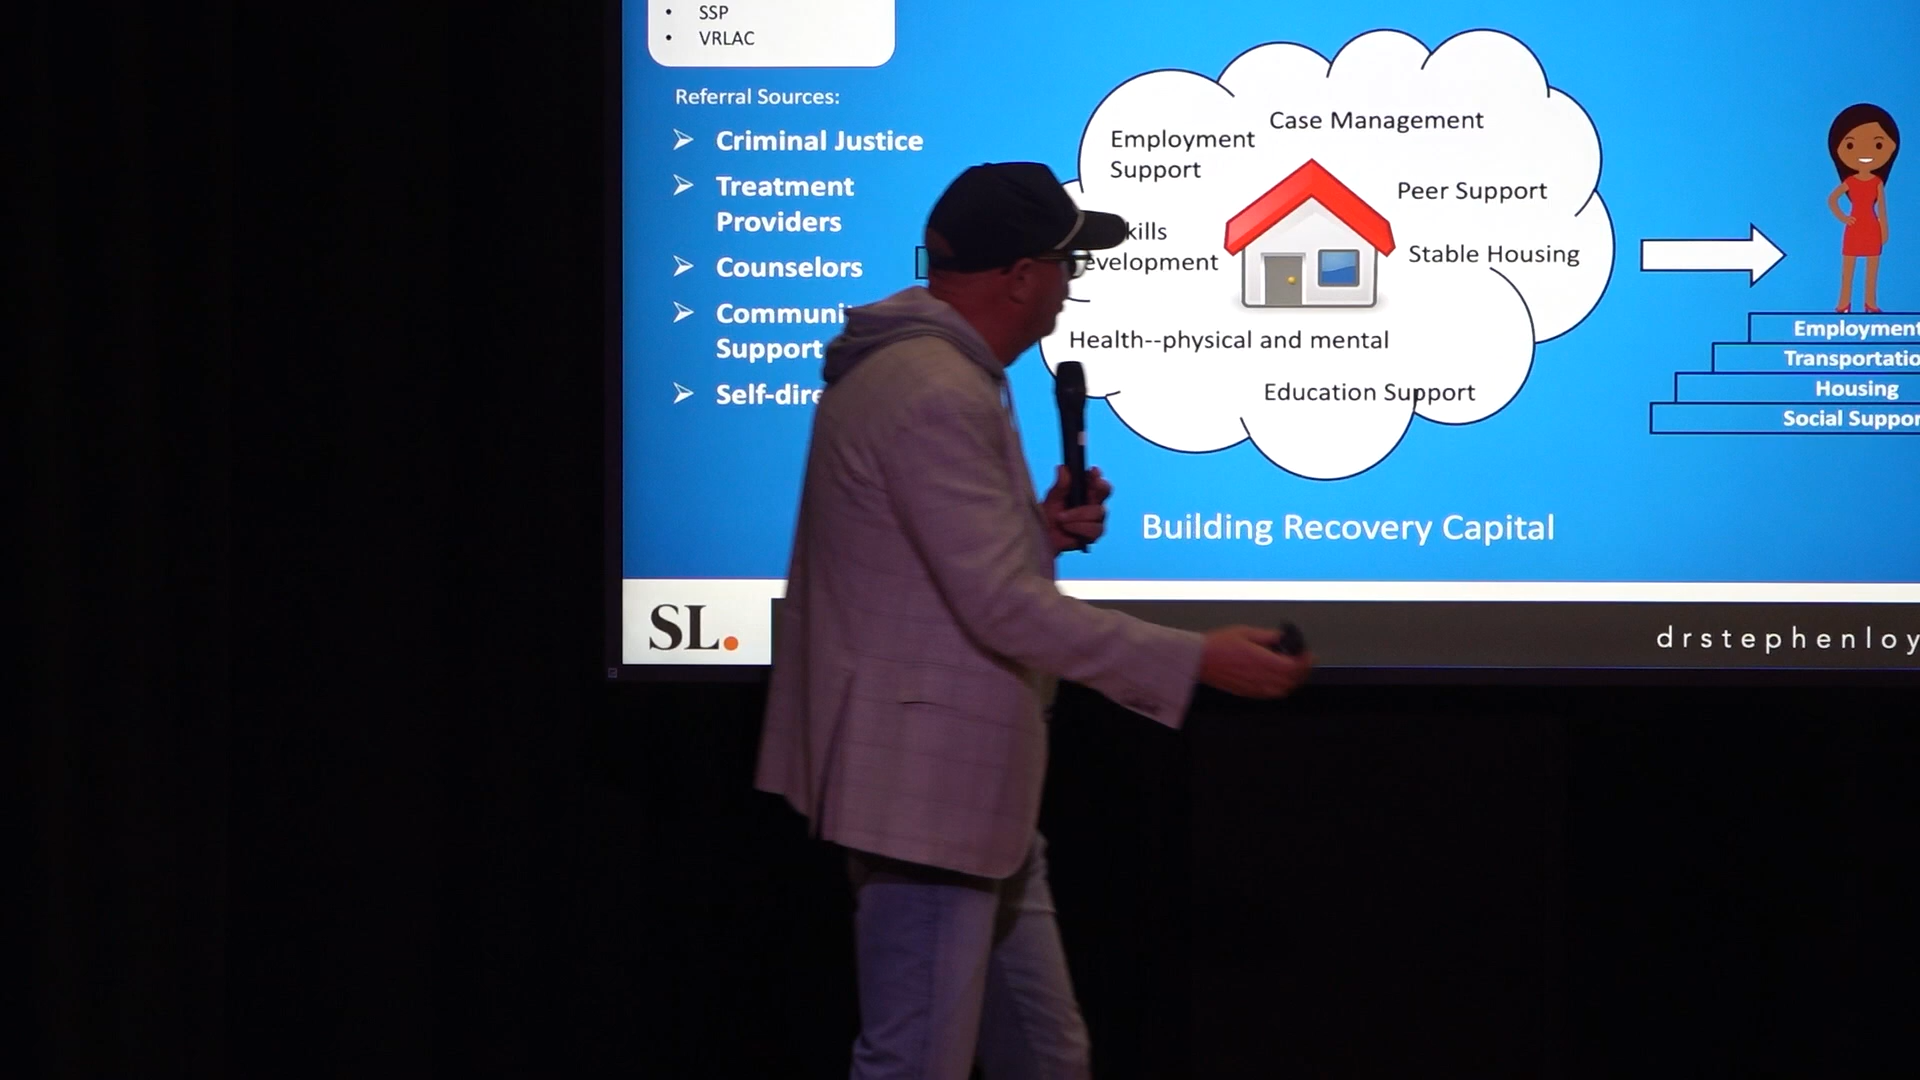 SSP
VRLAC
Referral Sources:
Criminal Justice
Treatment
Providers
Counselors
Support
Case Management
Employment
Support
Peer Support
Stable Housing
Health--physical and mental
Education Support
Building Recovery Capital
Employment
Housing
SL.